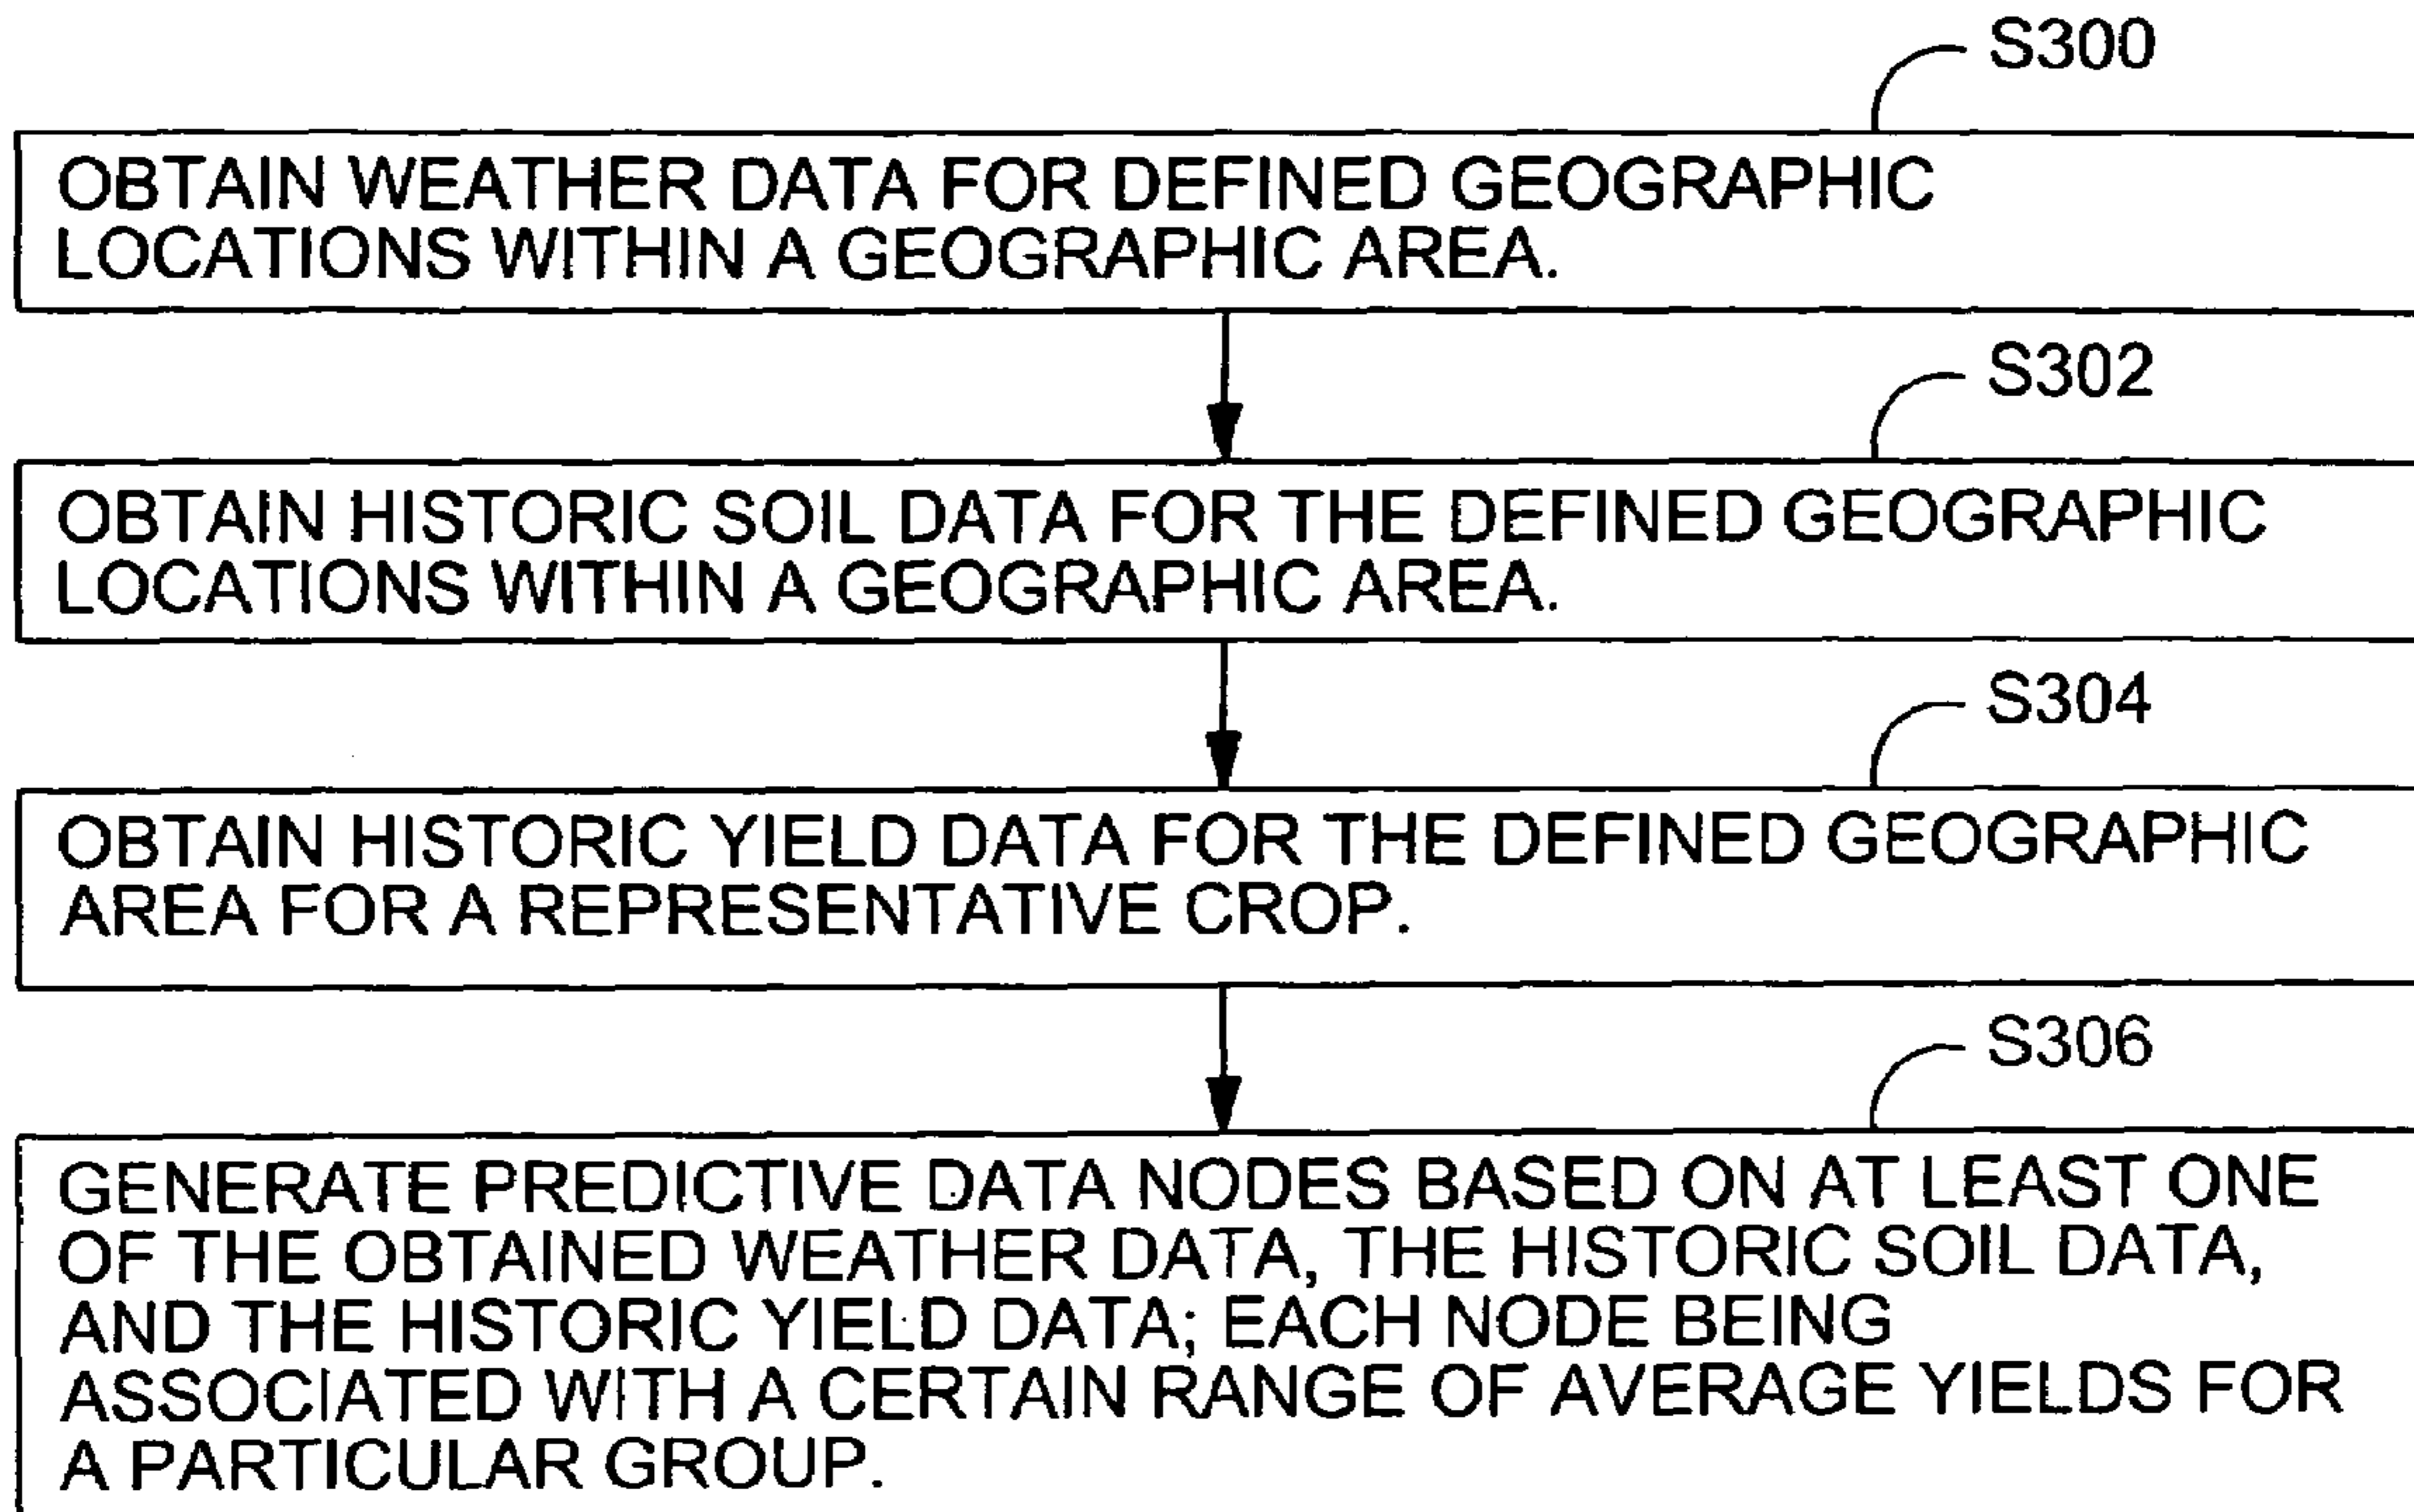 S300
OBTAIN WEATHER DATA FOR DEFINED GEOGRAPHIC
LOCATIONS WITHIN A GEOGRAPHIC AREA.
S302
OBTAIN HISTORIC SOIL DATA FOR THE DEFINED GEOGRAPHIC
LOCATIONS WITHIN A GEOGRAPHIC AREA.
S304
OBTAIN HISTORIC YIELD DATA FOR THE DEFINED GEOGRAPHIC
AREA FOR A REPRESENTATIVE CROP.
S306
GENERATE PREDICTIVE DATA NODES BASED ON AT LEAST ONE
OF THE OBTAINED WEATHER DATA, THE HISTORIC SOIL DATA,
AND THE HISTORIC YIELD DATA; EACH NODE BEING
ASSOCIATED WITH A CERTAIN RANGE OF AVERAGE YIELDS FOR
A PARTICULAR GROUP.